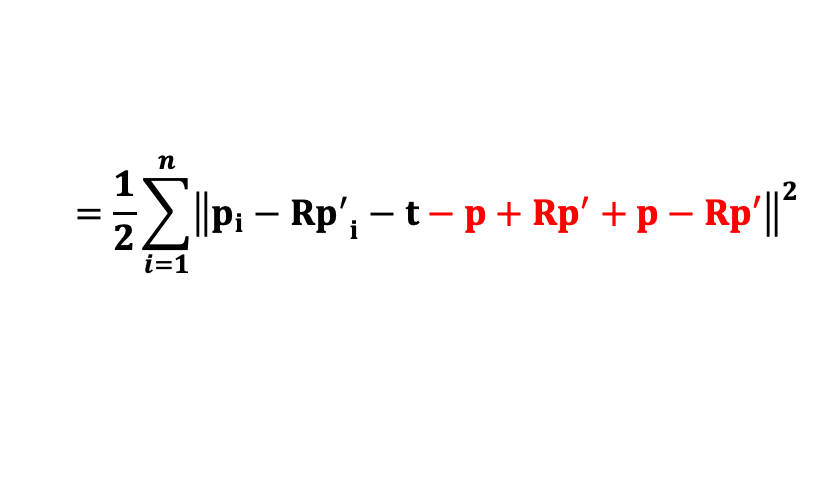 = 1/2 ∑_{i=1}^{n} ‖p_i − Rp′_i − t − p + Rp′ + p − Rp′‖²